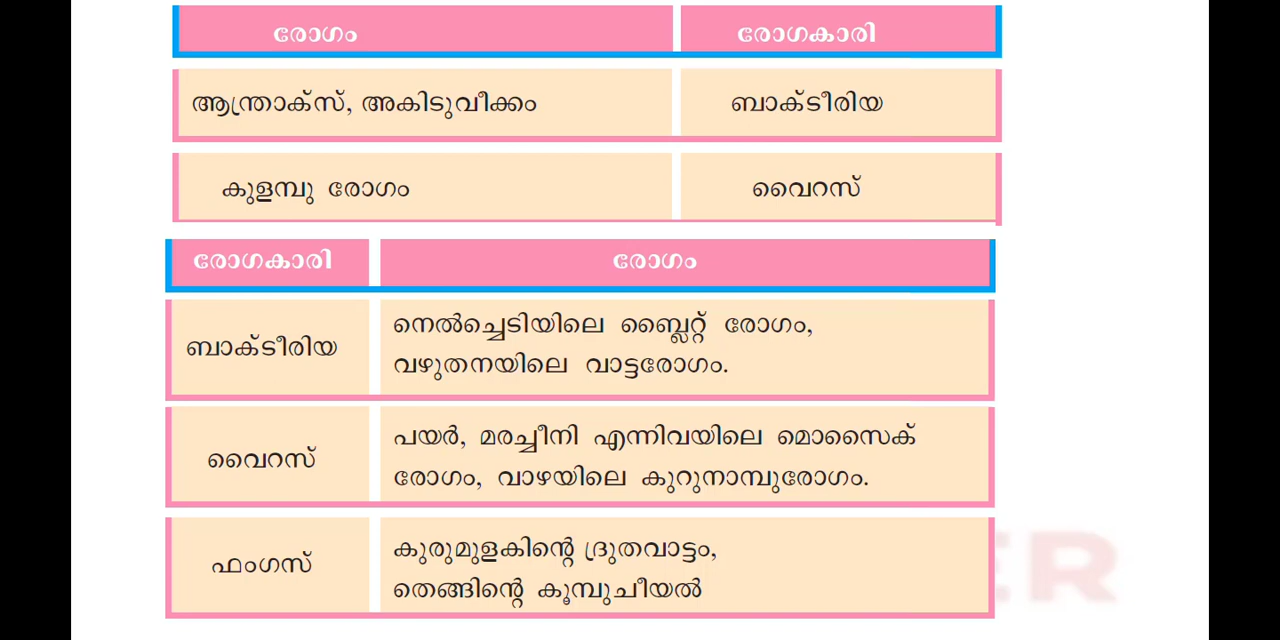 രോഗം രോഗകാരി
ആന്ത്രാക്സ്, അകിടുവീക്കം ബാക്ടീരിയ
കുളമ്പു രോഗം വൈറസ്
രോഗകാരി രോഗം
ബാക്ടീരിയ നെൽച്ചെടിയിലെ ബ്ലൈറ്റ് രോഗം,
വഴുതനയിലെ വാട്ടരോഗം.
വൈറസ് പയർ, മരച്ചീനി എന്നിവയിലെ മൊസൈക്
രോഗം, വാഴയിലെ കുറുനാമ്പുരോഗം.
ഫംഗസ് കുരുമുളകിന്റെ ദ്രുതവാട്ടം,
തെങ്ങിന്റെ കൂമ്പുചീയൽ